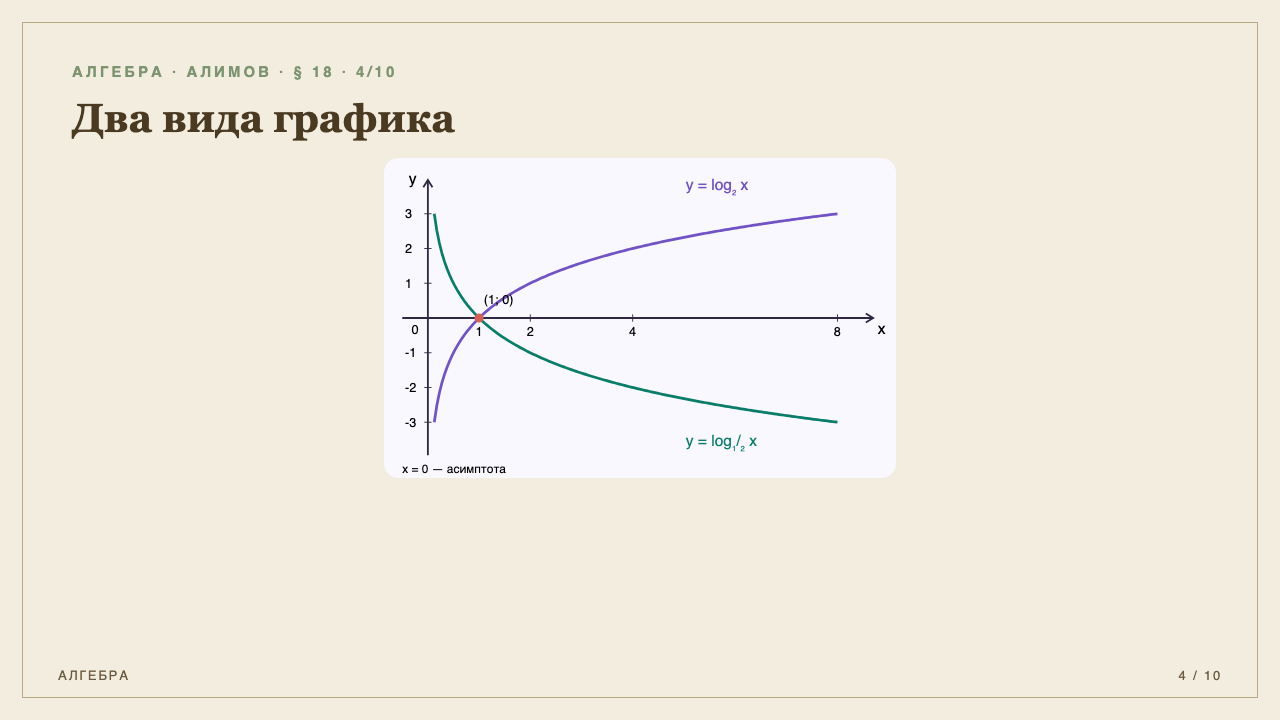 АЛГЕБРА · АЛИМОВ · § 18 · 4/10
Два вида графика
y
y = log₂ x
3
2
1
(1; 0)
0
1
2
4
8
x
-1
-2
-3
y = log₁/₂ x
x = 0 — асимптота
АЛГЕБРА
4 / 10